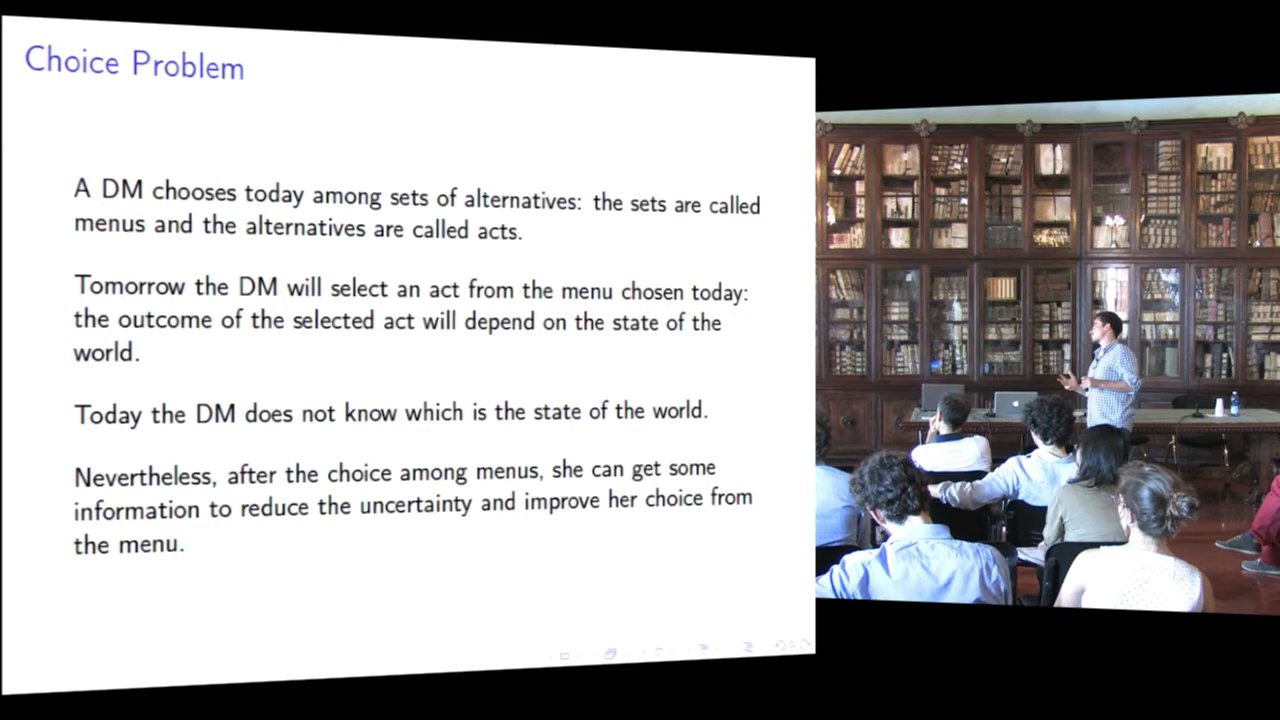 Choice Problem
A DM chooses today among sets of alternatives: the sets are called
menus and the alternatives are called acts.
Tomorrow the DM will select an act from the menu chosen today:
the outcome of the selected act will depend on the state of the
world.
Today the DM does not know which is the state of the world.
Nevertheless, after the choice among menus, she can get some
information to reduce the uncertainty and improve her choice from
the menu.